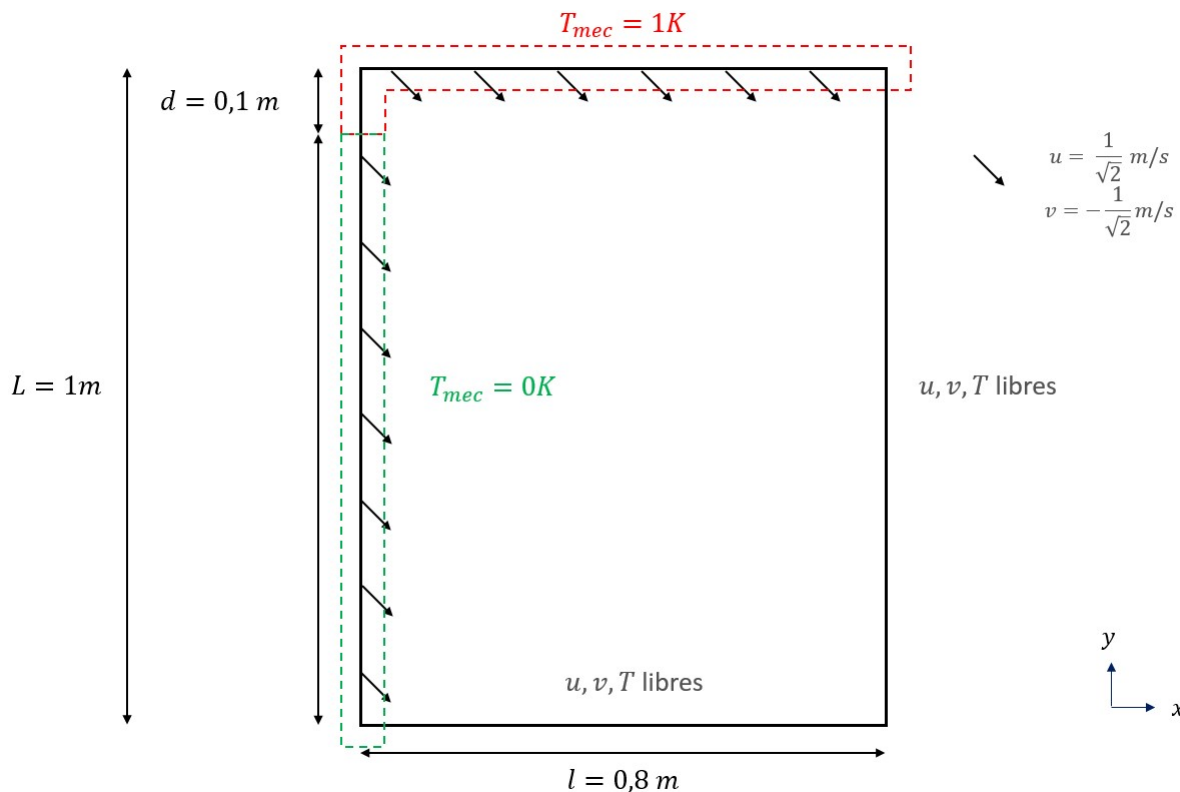 T_mec = 1K
d = 0,1 m
u = 1/√2 m/s
v = −1/√2 m/s
L = 1m
T_mec = 0K
u, v, T libres
u, v, T libres
y
x
l = 0,8 m